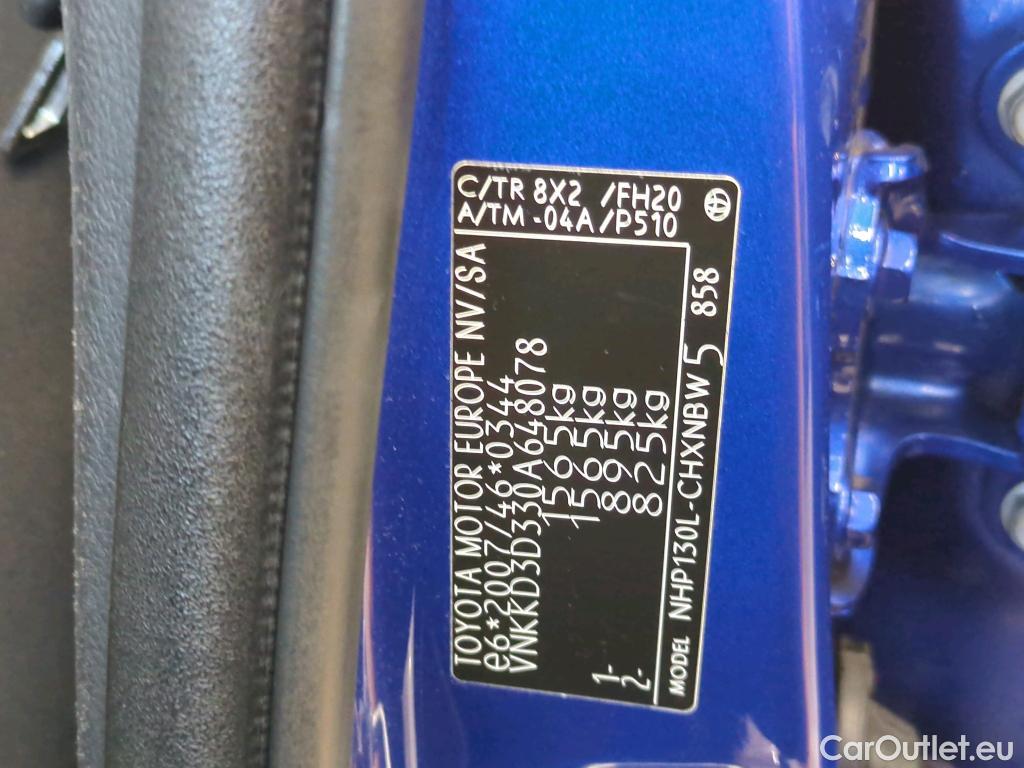 C/TR 8X2 /FH20
A/TM -04A/P510
TOYOTA MOTOR EUROPE NV/SA
e6*2007/46*0344
VNKKD3D330A648078
1565kg
1565kg
1- 895kg
2- 825kg
MODEL NHP130L-CHXNBW 5 858
CarOutlet.eu